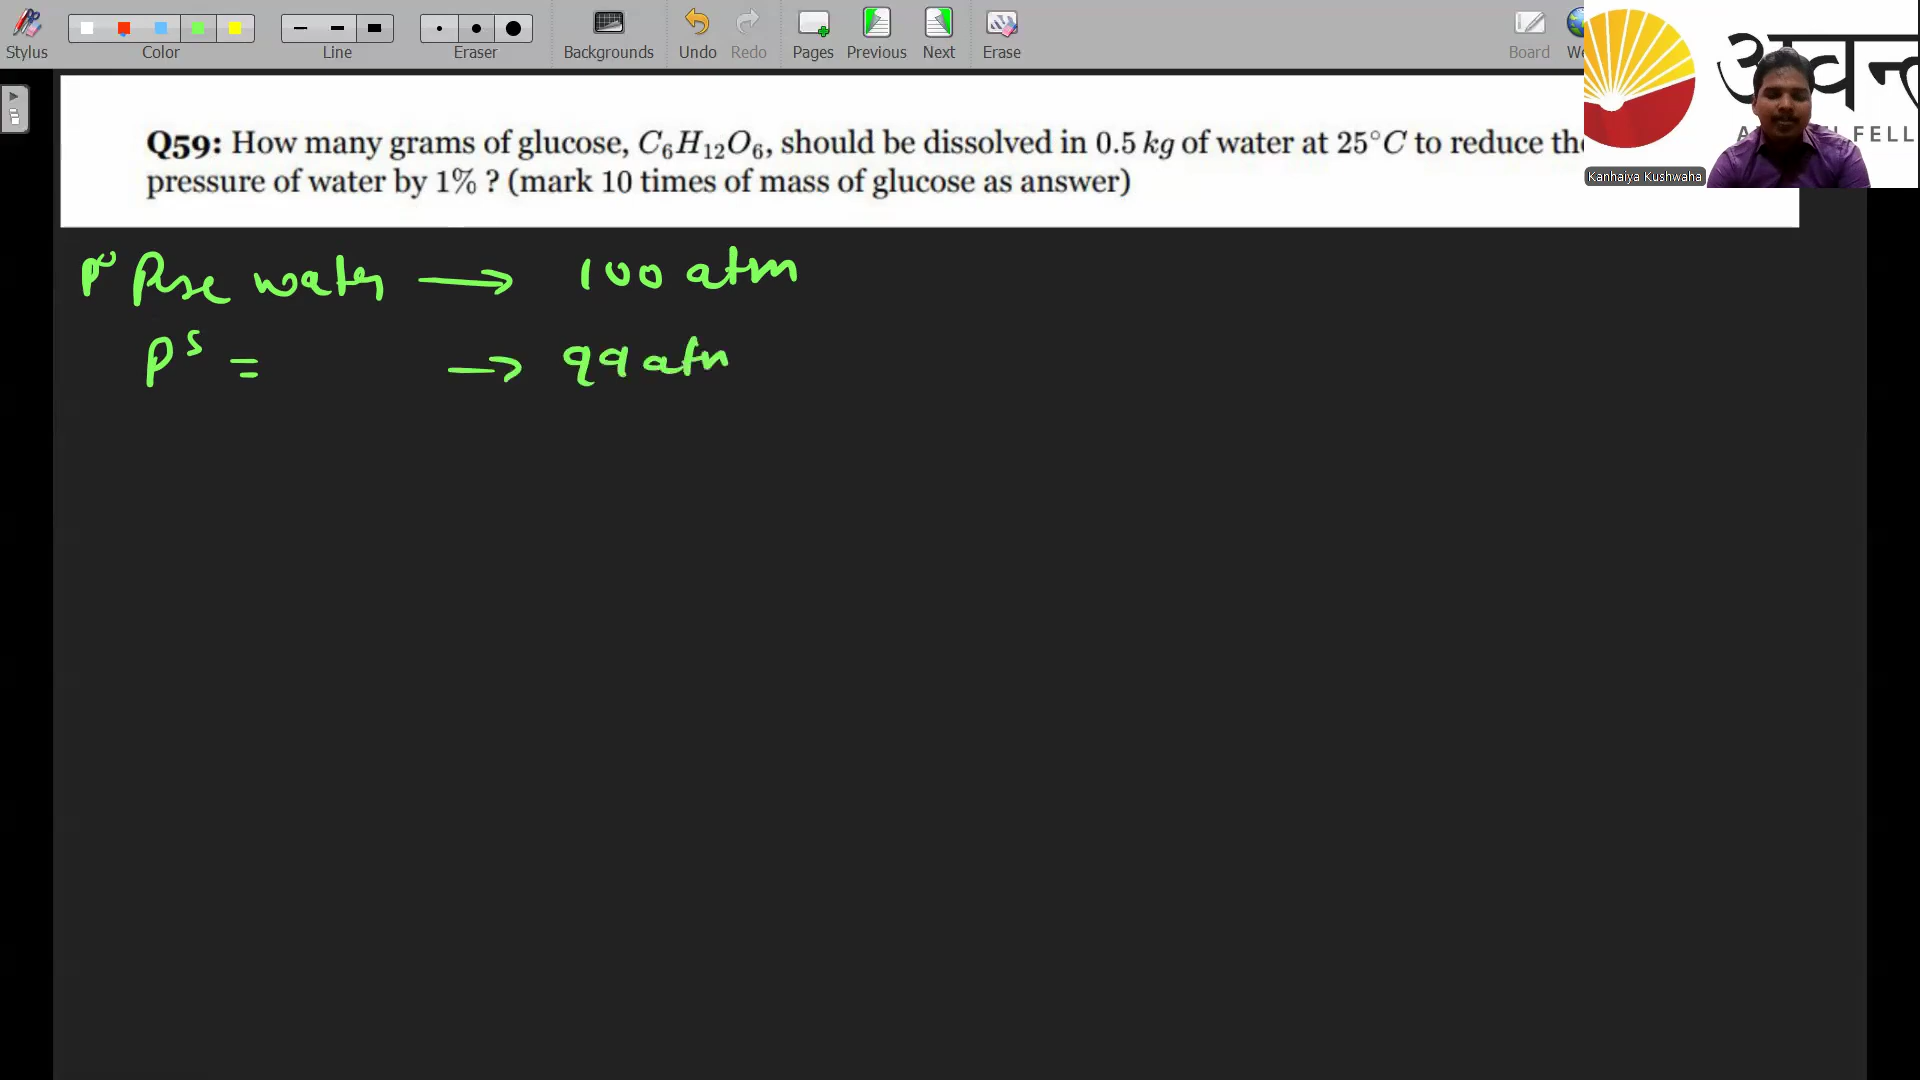 Stylus Color Line Eraser Backgrounds Undo Redo Pages Previous Next Erase Board
Q59: How many grams of glucose, C₆H₁₂O₆, should be dissolved in 0.5 kg of water at 25°C to reduce the
pressure of water by 1% ? (mark 10 times of mass of glucose as answer)
Kanhaiya Kushwaha
P⁰ Pure water → 100 atm
Pˢ = → 99 atm